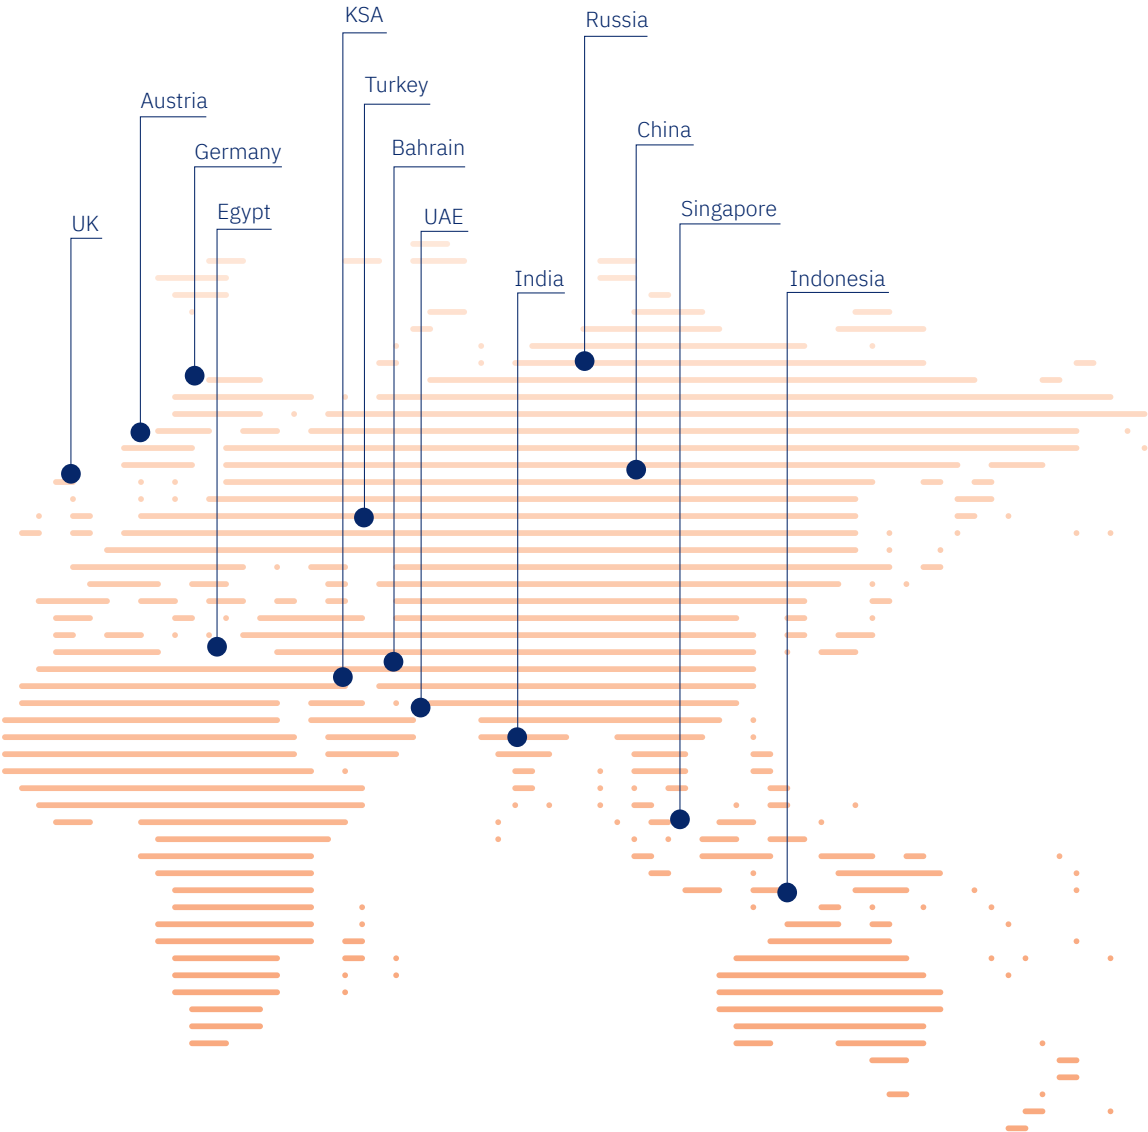 KSA
Russia
Turkey
Austria
China
Germany
Bahrain
Egypt
UAE
Singapore
UK
India
Indonesia